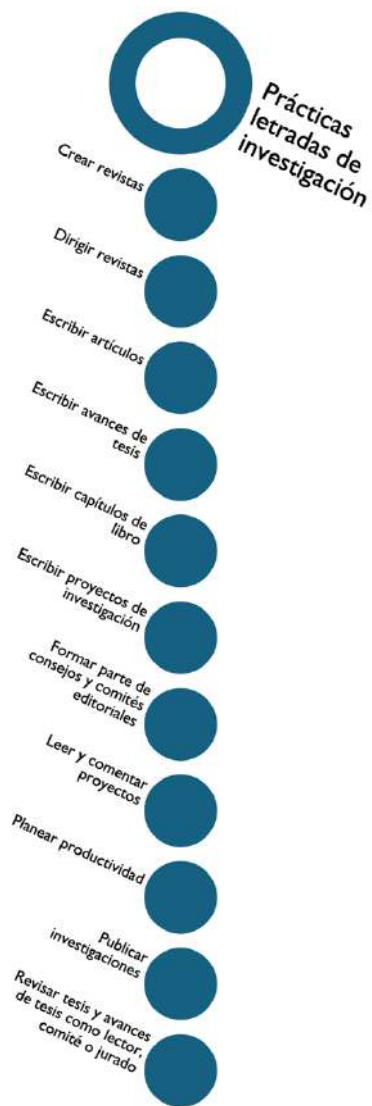 Prácticas
letradas de
investigación
Crear revistas
Dirigir revistas
Escribir artículos
Escribir avances de
tesis
Escribir capítulos de
libro
Escribir proyectos de
investigación
Formar parte de
consejos y comités
editoriales
Leer y comentar
proyectos
Planear productividad
Publicar
investigaciones
Revisar tesis y avances
de tesis como lector,
comité o jurado